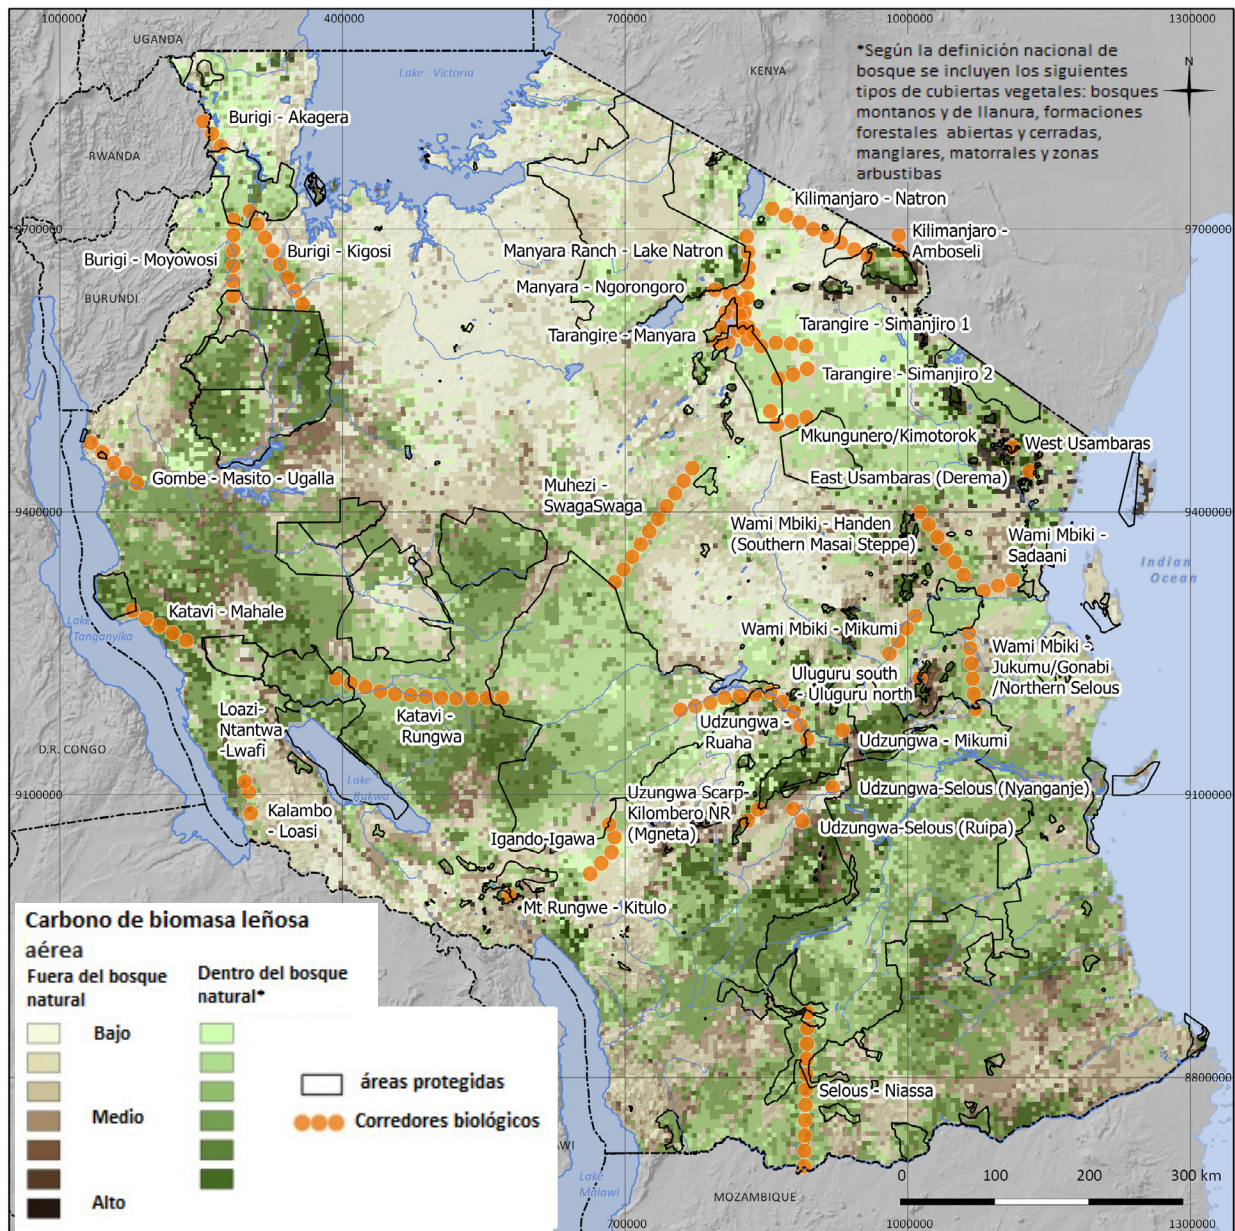 1000000
400000
700000
1000000
1300000
UGANDA
Lake Victoria
KENYA
*Según la definición nacional de
bosque se incluyen los siguientes
tipos de cubiertas vegetales: bosques
montanos y de llanura, formaciones
forestales abiertas y cerradas,
manglares, matorrales y zonas
arbustibas
N
Burigi - Akagera
RWANDA
Kilimanjaro - Natron
9700000
9700000
Kilimanjaro -
Amboseli
Burigi - Moyowosi
Burigi - Kigosi
Manyara Ranch - Lake Natron
BURUNDI
Manyara - Ngorongoro
Tarangire - Manyara
Tarangire - Simanjiro 1
Tarangire - Simanjiro 2
Mkungunero/Kimotorok
West Usambaras
Gombe - Masito - Ugalla
Muhezi -
SwagaSwaga
East Usambaras (Derema)
9400000
9400000
Wami Mbiki - Handen
(Southern Masai Steppe)
Wami Mbiki -
Sadaani
Indian
Ocean
Katavi - Mahale
Lake
Tanganyika
Wami Mbiki - Mikumi
Wami Mbiki -
Jukumu/Gonabi
/Northern Selous
Uluguru south
- Uluguru north
Loazi-
Ntantwa
-Lwafi
Katavi -
Rungwa
Udzungwa -
Ruaha
Udzungwa - Mikumi
D.R. CONGO
Lake
Rukwa
9100000
9100000
Kalambo
- Loasi
Uzungwa Scarp-
Kilombero NR
(Mgneta)
Udzungwa-Selous (Nyanganje)
Igando-Igawa
Udzungwa-Selous (Ruipa)
Mt Rungwe - Kitulo
Carbono de biomasa leñosa
aérea
Fuera del bosque
natural
Dentro del bosque
natural*
Bajo
Medio
Alto
áreas protegidas
Corredores biológicos
8800000
Selous - Niassa
Lake
Malawi
MOZAMBIQUE
0
100
200
300 km
700000
1000000
1300000